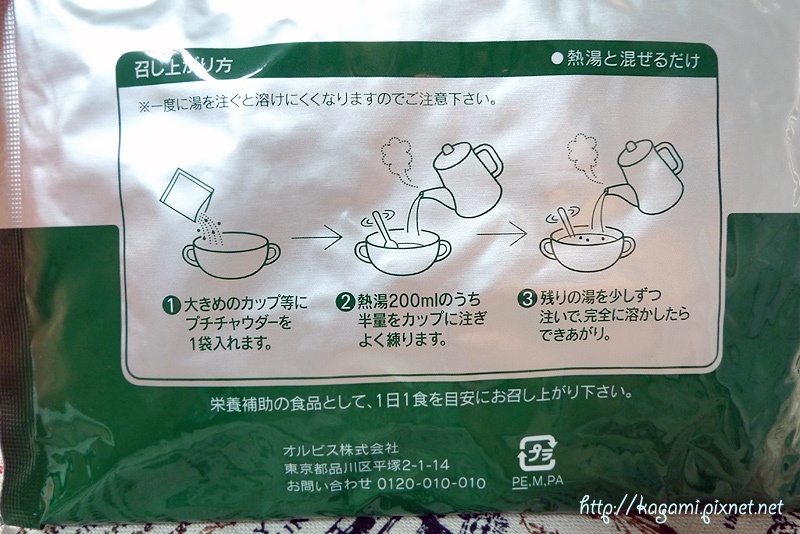 召し上がり方
●熱湯と混ぜるだけ
※一度に湯を注ぐと溶けにくくなりますのでご注意下さい。
❶大きめのカップ等に
プチチャウダーを
1袋入れます。
❷熱湯200mlのうち
半量をカップに注ぎ
よく練ります。
❸残りの湯を少しずつ
注いで、完全に溶かしたら
できあがり。
栄養補助の食品として、1日1食を目安にお召し上がり下さい。
オルビス株式会社
東京都品川区平塚2-1-14
お問い合わせ 0120-010-010
プラ
PE.M.PA
http://kagami.pixnet.net